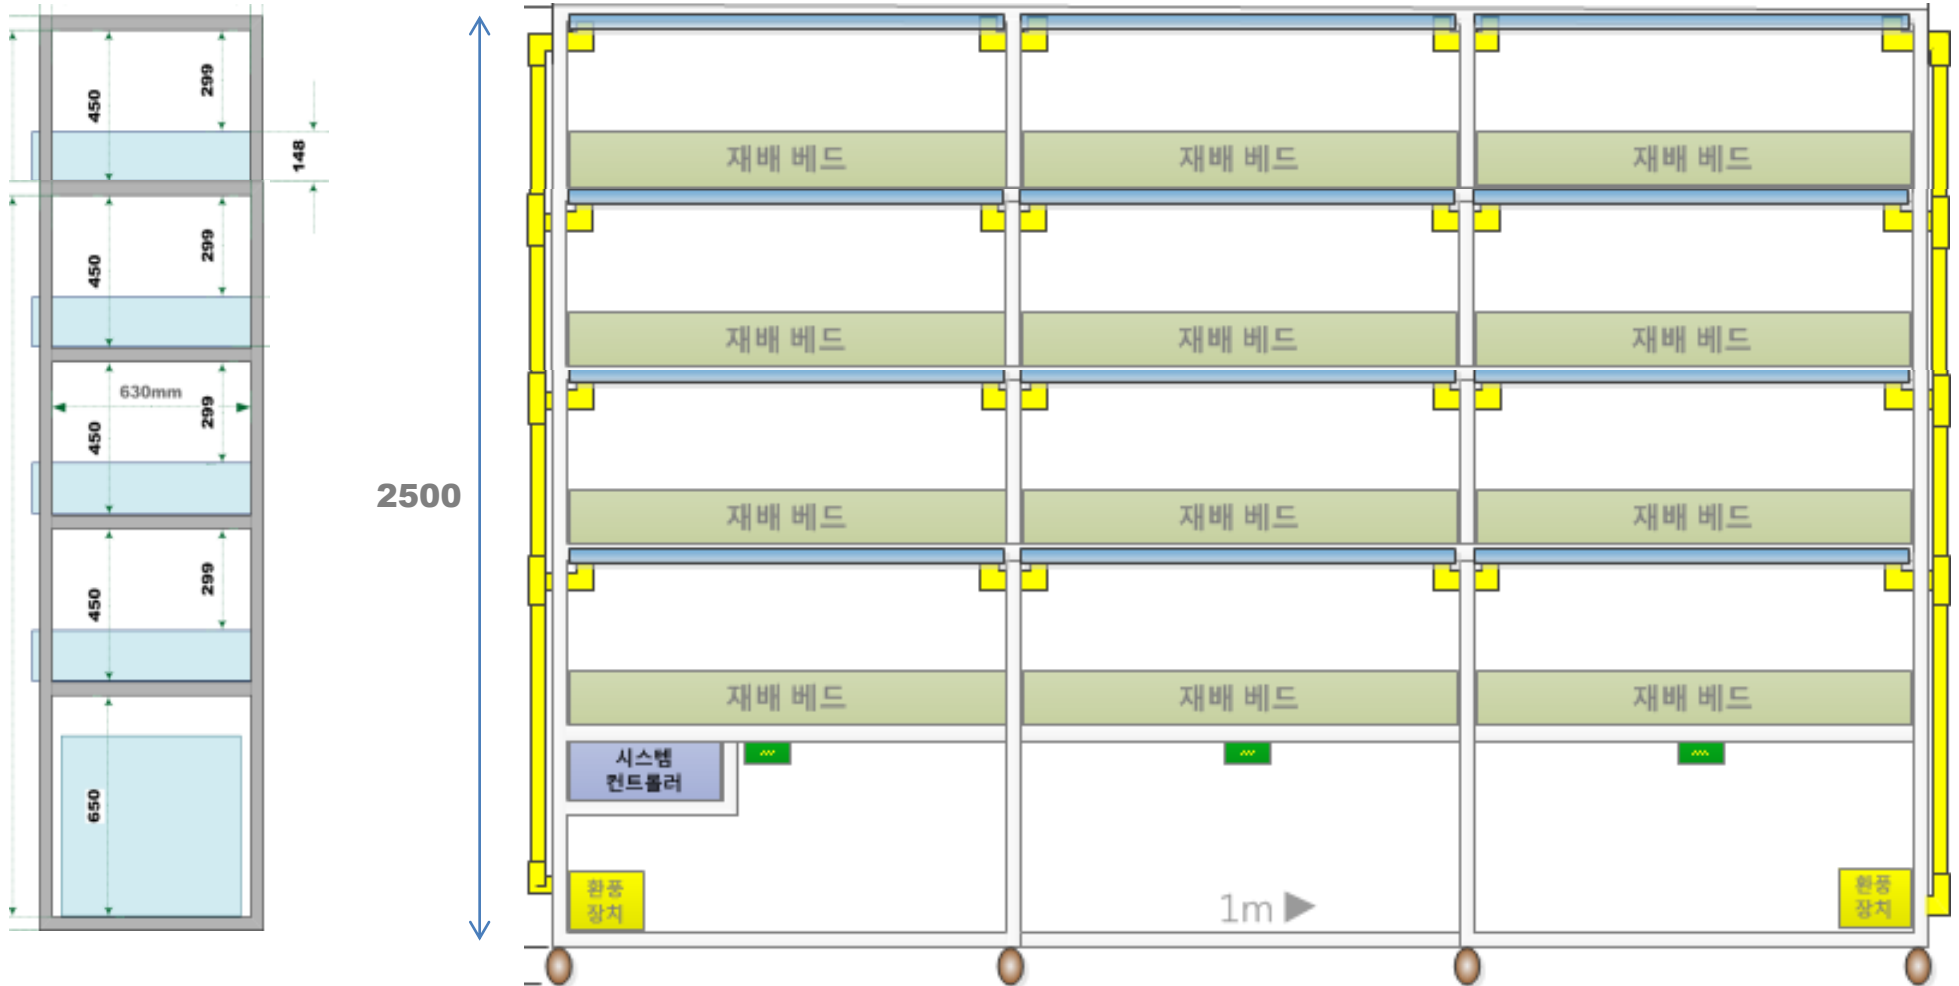 450
299
148
450
299
630mm
450
299
450
299
650
2500
재배 베드
재배 베드
재배 베드
재배 베드
재배 베드
재배 베드
재배 베드
재배 베드
재배 베드
재배 베드
재배 베드
재배 베드
시스템
컨트롤러
환풍
장치
1m ▶
환풍
장치